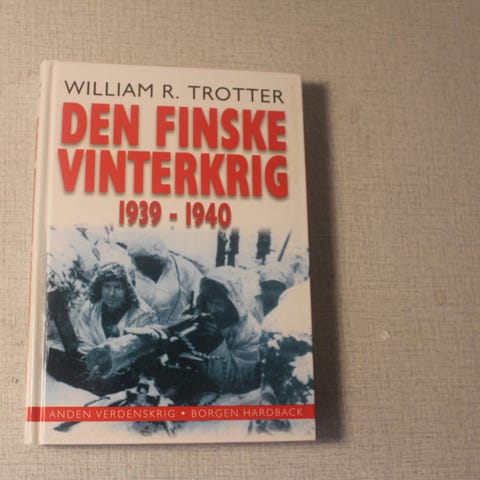 WILLIAM R. TROTTER
DEN FINSKE
VINTERKRIG
1939 - 1940
ANDEN VERDENSKRIG • BORGEN HARDBACK